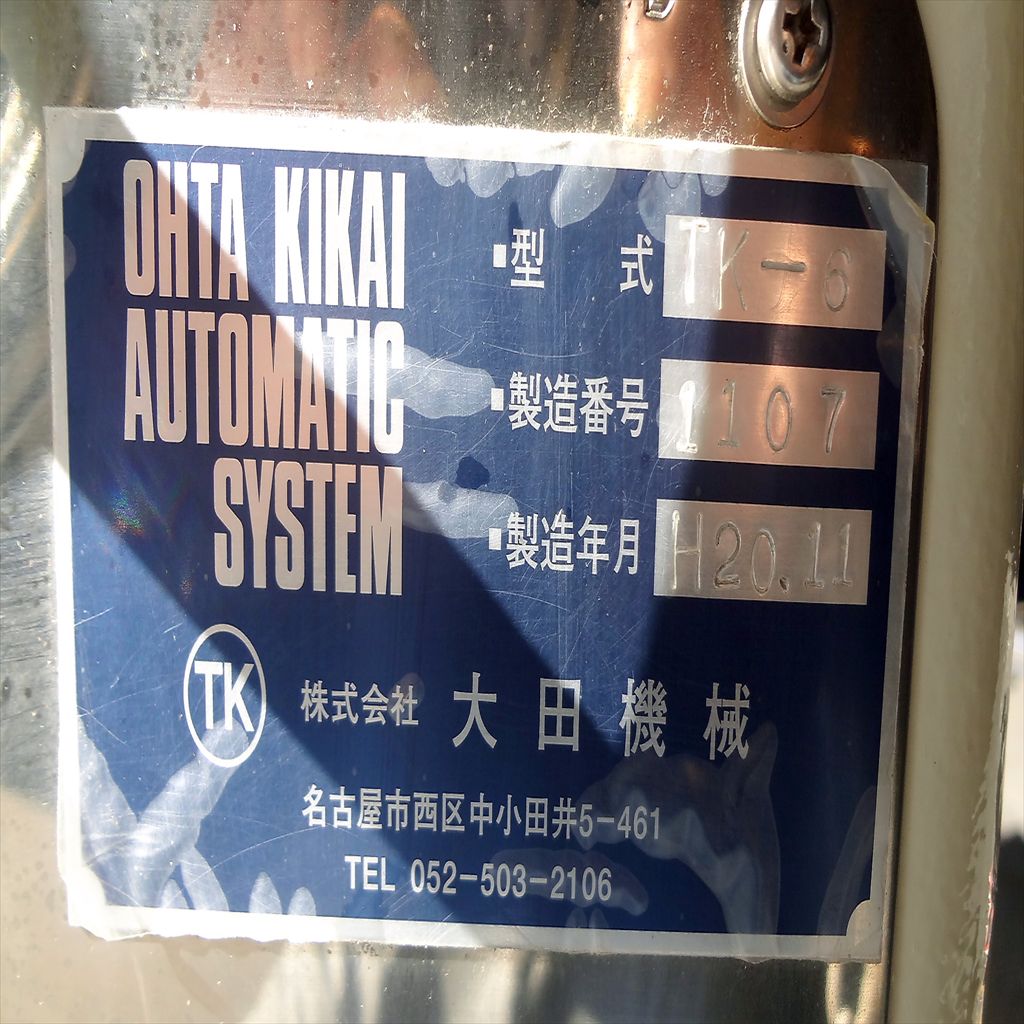 OHTA KIKAI
AUTOMATIC
SYSTEM
■型 式 TK-6
■製造番号 1107
■製造年月 H20.11
TK 株式会社 大田機械
名古屋市西区中小田井5-461
TEL 052-503-2106